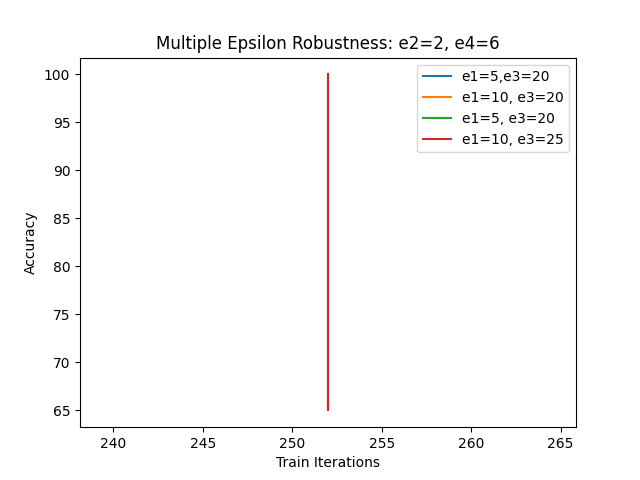 Multiple Epsilon Robustness: e2=2, e4=6
100
95
90
85
80
75
70
65
Accuracy
e1=5,e3=20
e1=10, e3=20
e1=5, e3=20
e1=10, e3=25
240 245 250 255 260 265
Train Iterations